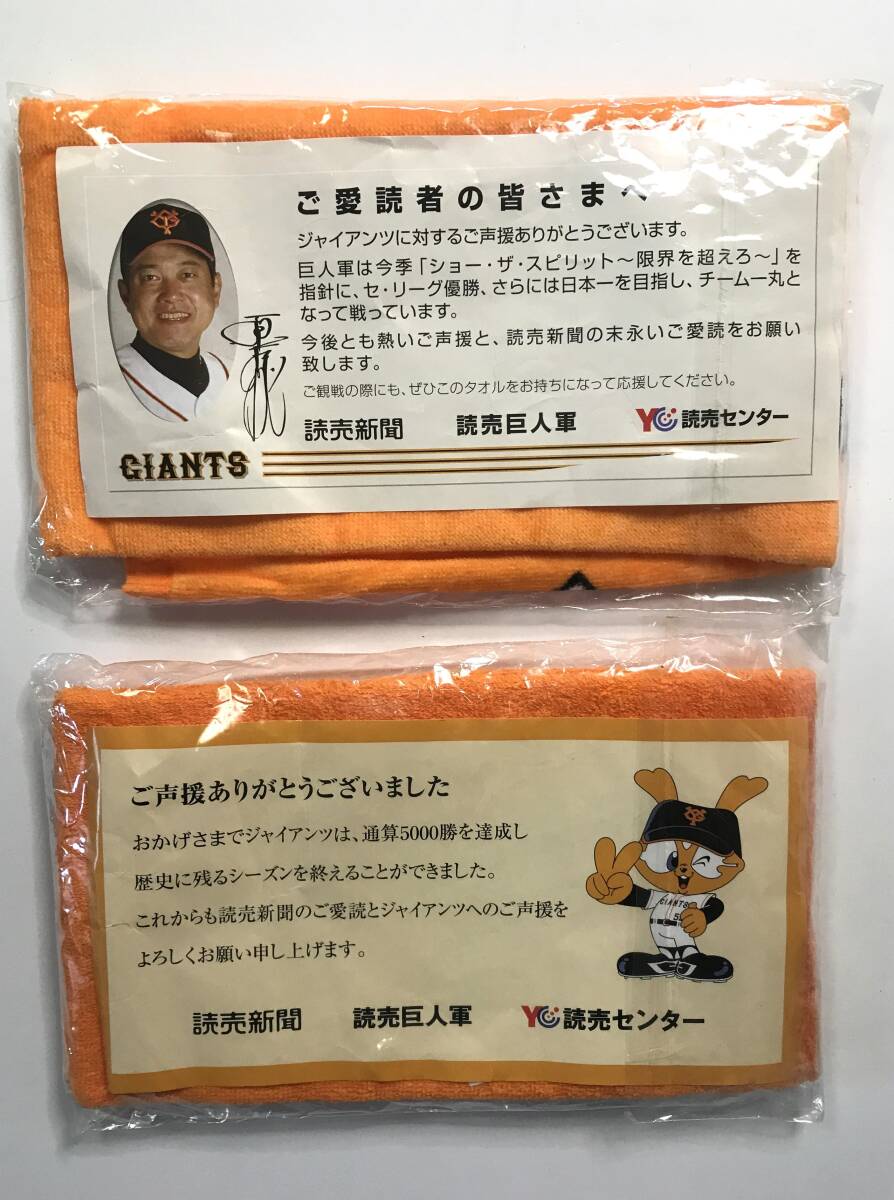 ご愛読者の皆さまへ
ジャイアンツに対するご声援ありがとうございます。
巨人軍は今季「ショー・ザ・スピリット〜限界を超えろ〜」を
指針に、セ・リーグ優勝、さらには日本一を目指し、チーム一丸と
なって戦っています。
今後とも熱いご声援と、読売新聞の末永いご愛読をお願い
致します。
ご観戦の際にも、ぜひこのタオルをお持ちになって応援してください。
読売新聞 読売巨人軍 YC読売センター
GIANTS
ご声援ありがとうございました
おかげさまでジャイアンツは、通算5000勝を達成し
歴史に残るシーズンを終えることができました。
これからも読売新聞のご愛読とジャイアンツへのご声援を
よろしくお願い申し上げます。
GIANTS
読売新聞 読売巨人軍 YC読売センター